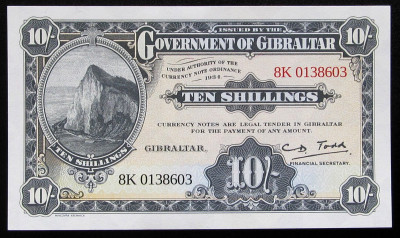 10/- ISSUED BY THE 10/-
GOVERNMENT OF GIBRALTAR
UNDER AUTHORITY OF THE
CURRENCY NOTE ORDINANCE
1934.
8K 0138603
TEN SHILLINGS
CURRENCY NOTES ARE LEGAL TENDER IN GIBRALTAR
FOR THE PAYMENT OF ANY AMOUNT.
TEN SHILLINGS
GIBRALTAR,
10/-
C D Todd
FINANCIAL SECRETARY.
8K 0138603
10/- 10/-